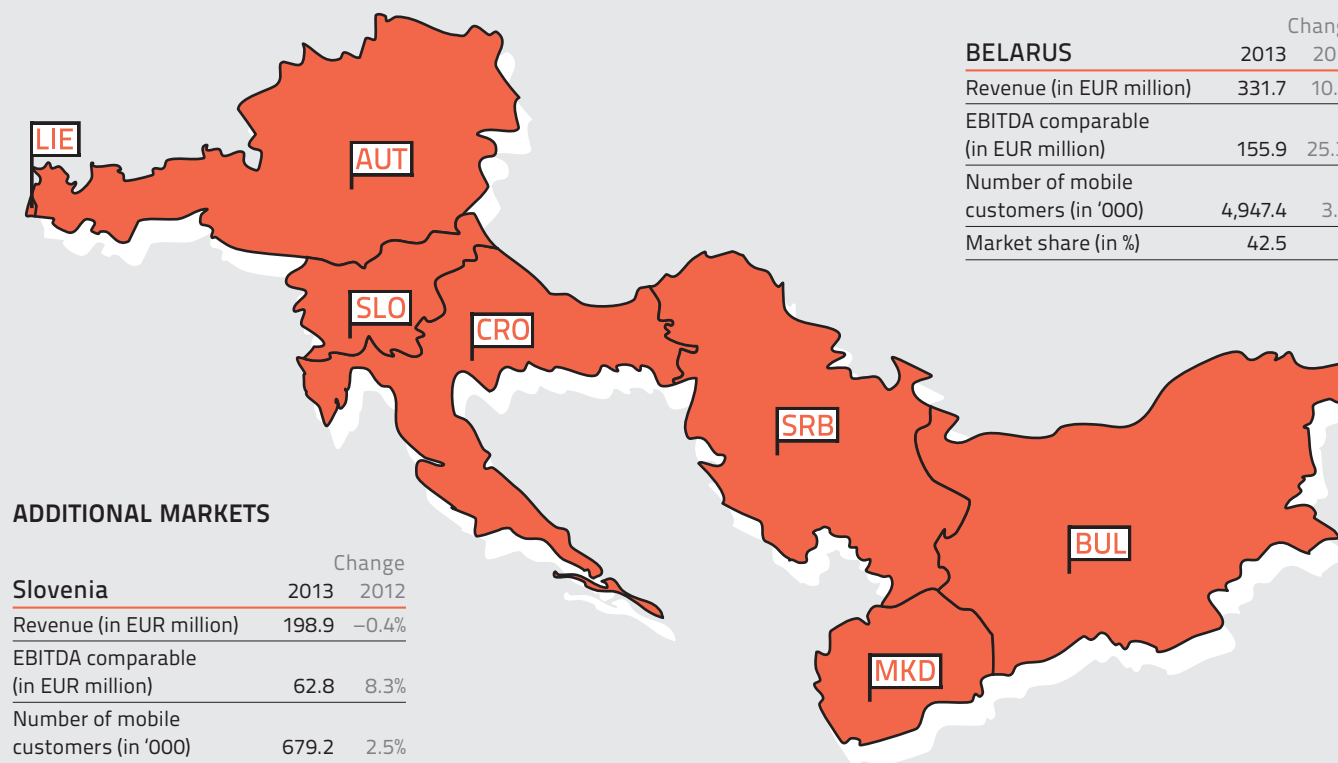 Chang
BELARUS 2013 20
Revenue (in EUR million) 331.7 10.
EBITDA comparable
(in EUR million) 155.9 25.
Number of mobile
customers (in ‘000) 4,947.4 3.
Market share (in %) 42.5
LIE
AUT
SLO
CRO
SRB
BUL
MKD
ADDITIONAL MARKETS
Change
Slovenia 2013 2012
Revenue (in EUR million) 198.9 –0.4%
EBITDA comparable
(in EUR million) 62.8 8.3%
Number of mobile
customers (in ‘000) 679.2 2.5%